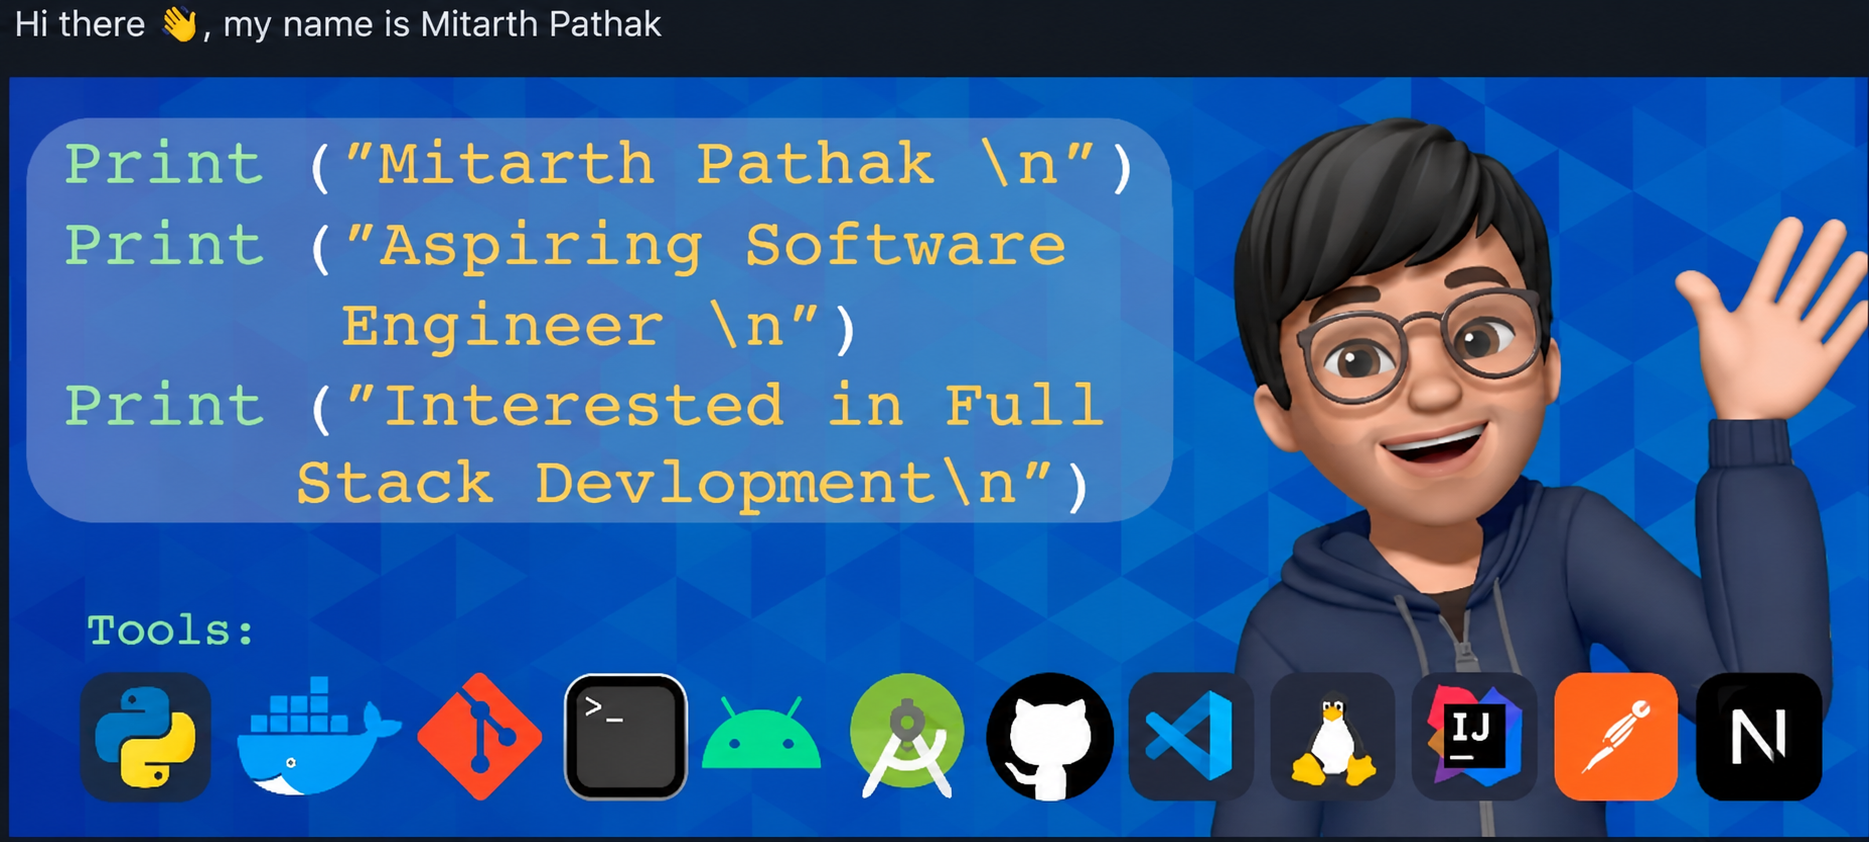 Hi there 👋, my name is Mitarth Pathak
Print ("Mitarth Pathak \n")
Print ("Aspiring Software
Engineer \n")
Print ("Interested in Full
Stack Devlopment\n")
Tools:
>_
IJ
N